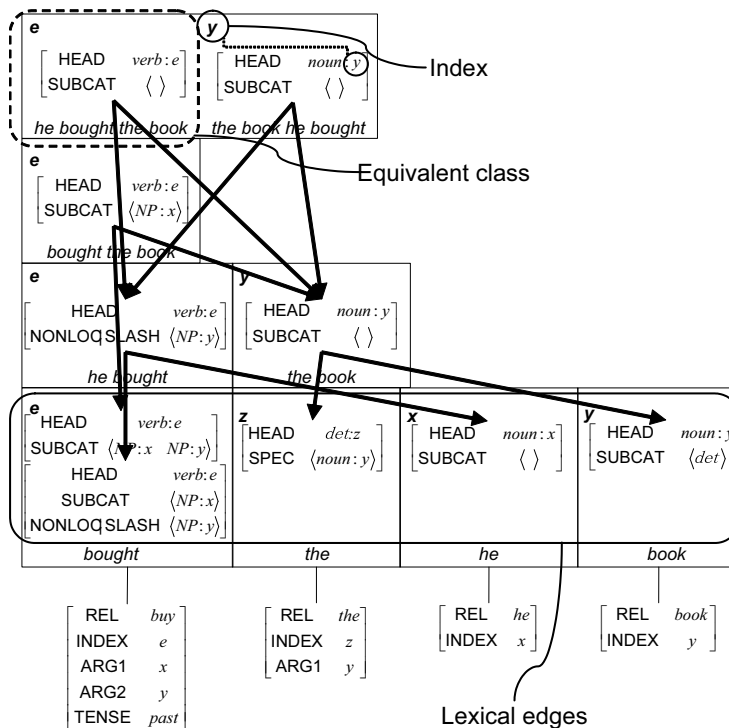 e y
HEAD verb:e HEAD noun:y
SUBCAT ⟨ ⟩ SUBCAT ⟨ ⟩
Index
he bought the book the book he bought
e
Equivalent class
HEAD verb:e
SUBCAT ⟨NP:x⟩
bought the book
e y
HEAD verb:e HEAD noun:y
NONLOC|SLASH ⟨NP:y⟩ SUBCAT ⟨ ⟩
he bought the book
e z x y
HEAD verb:e HEAD det:z HEAD noun:x HEAD noun:y
SUBCAT ⟨NP:x NP:y⟩ SPEC ⟨noun:y⟩ SUBCAT ⟨ ⟩ SUBCAT ⟨det⟩
HEAD verb:e
SUBCAT ⟨NP:x⟩
NONLOC|SLASH ⟨NP:y⟩
bought the he book
REL buy REL the REL he REL book
INDEX e INDEX z INDEX x INDEX y
ARG1 x ARG1 y
ARG2 y
TENSE past
Lexical edges